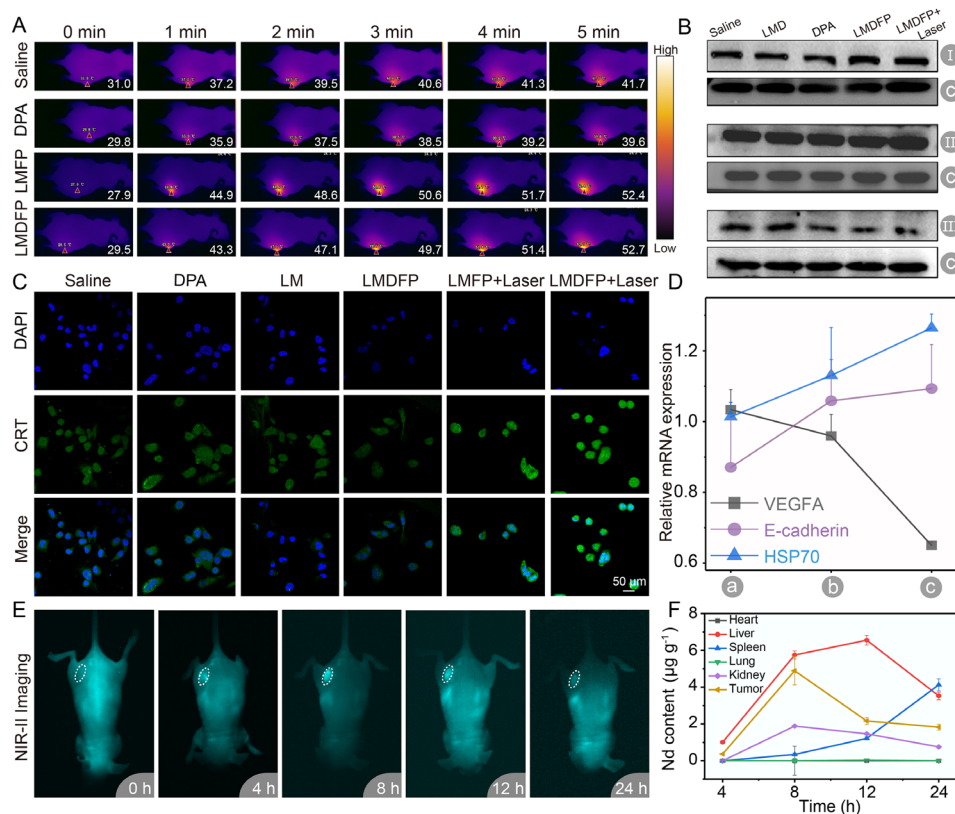 A
0 min 1 min 2 min 3 min 4 min 5 min
Saline
31.0 37.2 39.5 40.6 41.3 41.7
DPA
29.8 35.9 37.5 38.5 39.2 39.6
LMFP
27.9 44.9 48.6 50.6 51.7 52.4
LMDFP
29.5 43.3 47.1 49.7 51.4 52.7
High
Low
B
Saline LMD DPA LMDFP LMDFP+
Laser
I
C
II
C
III
C
C
Saline DPA LM LMDFP LMFP+Laser LMDFP+Laser
DAPI
CRT
Merge
50 µm
D
Relative mRNA expression
1.2
1.0
0.8
0.6
VEGFA
E-cadherin
HSP70
a b c
E
NIR-II Imaging
0 h 4 h 8 h 12 h 24 h
F
Nd content (µg g⁻¹)
8
6
4
2
0
Heart
Liver
Spleen
Lung
Kidney
Tumor
4 8 12 24
Time (h)